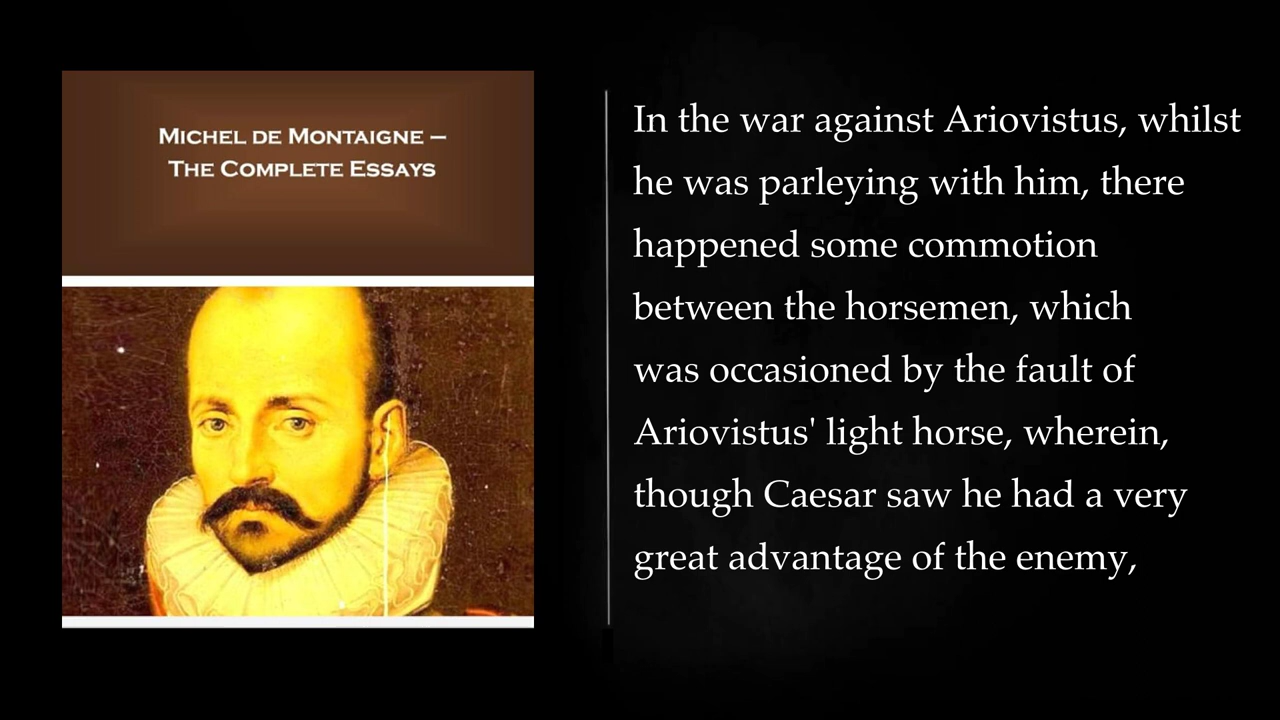 MICHEL DE MONTAIGNE –
THE COMPLETE ESSAYS
In the war against Ariovistus, whilst
he was parleying with him, there
happened some commotion
between the horsemen, which
was occasioned by the fault of
Ariovistus' light horse, wherein,
though Caesar saw he had a very
great advantage of the enemy,